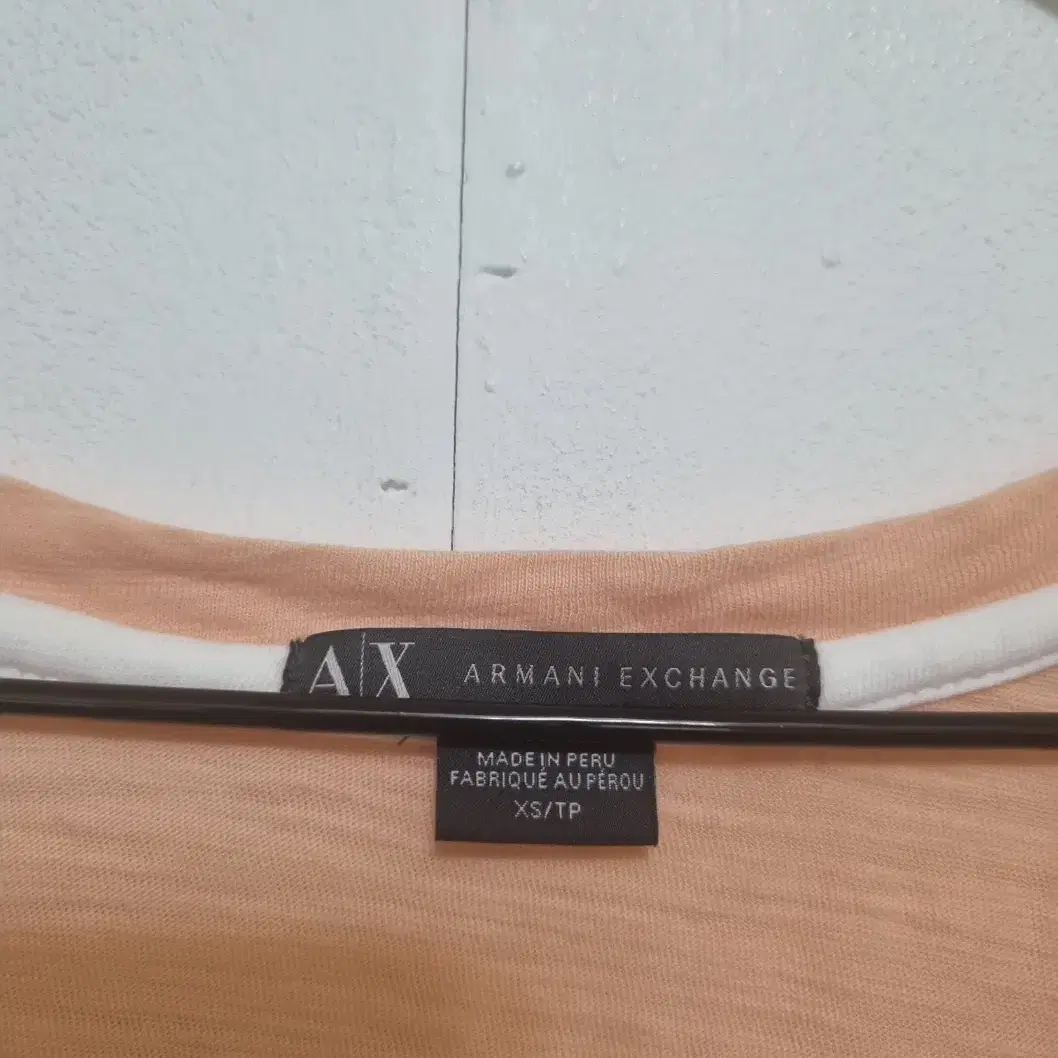 A|X ARMANI EXCHANGE
MADE IN PERU
FABRIQUÉ AU PÉROU
XS/TP